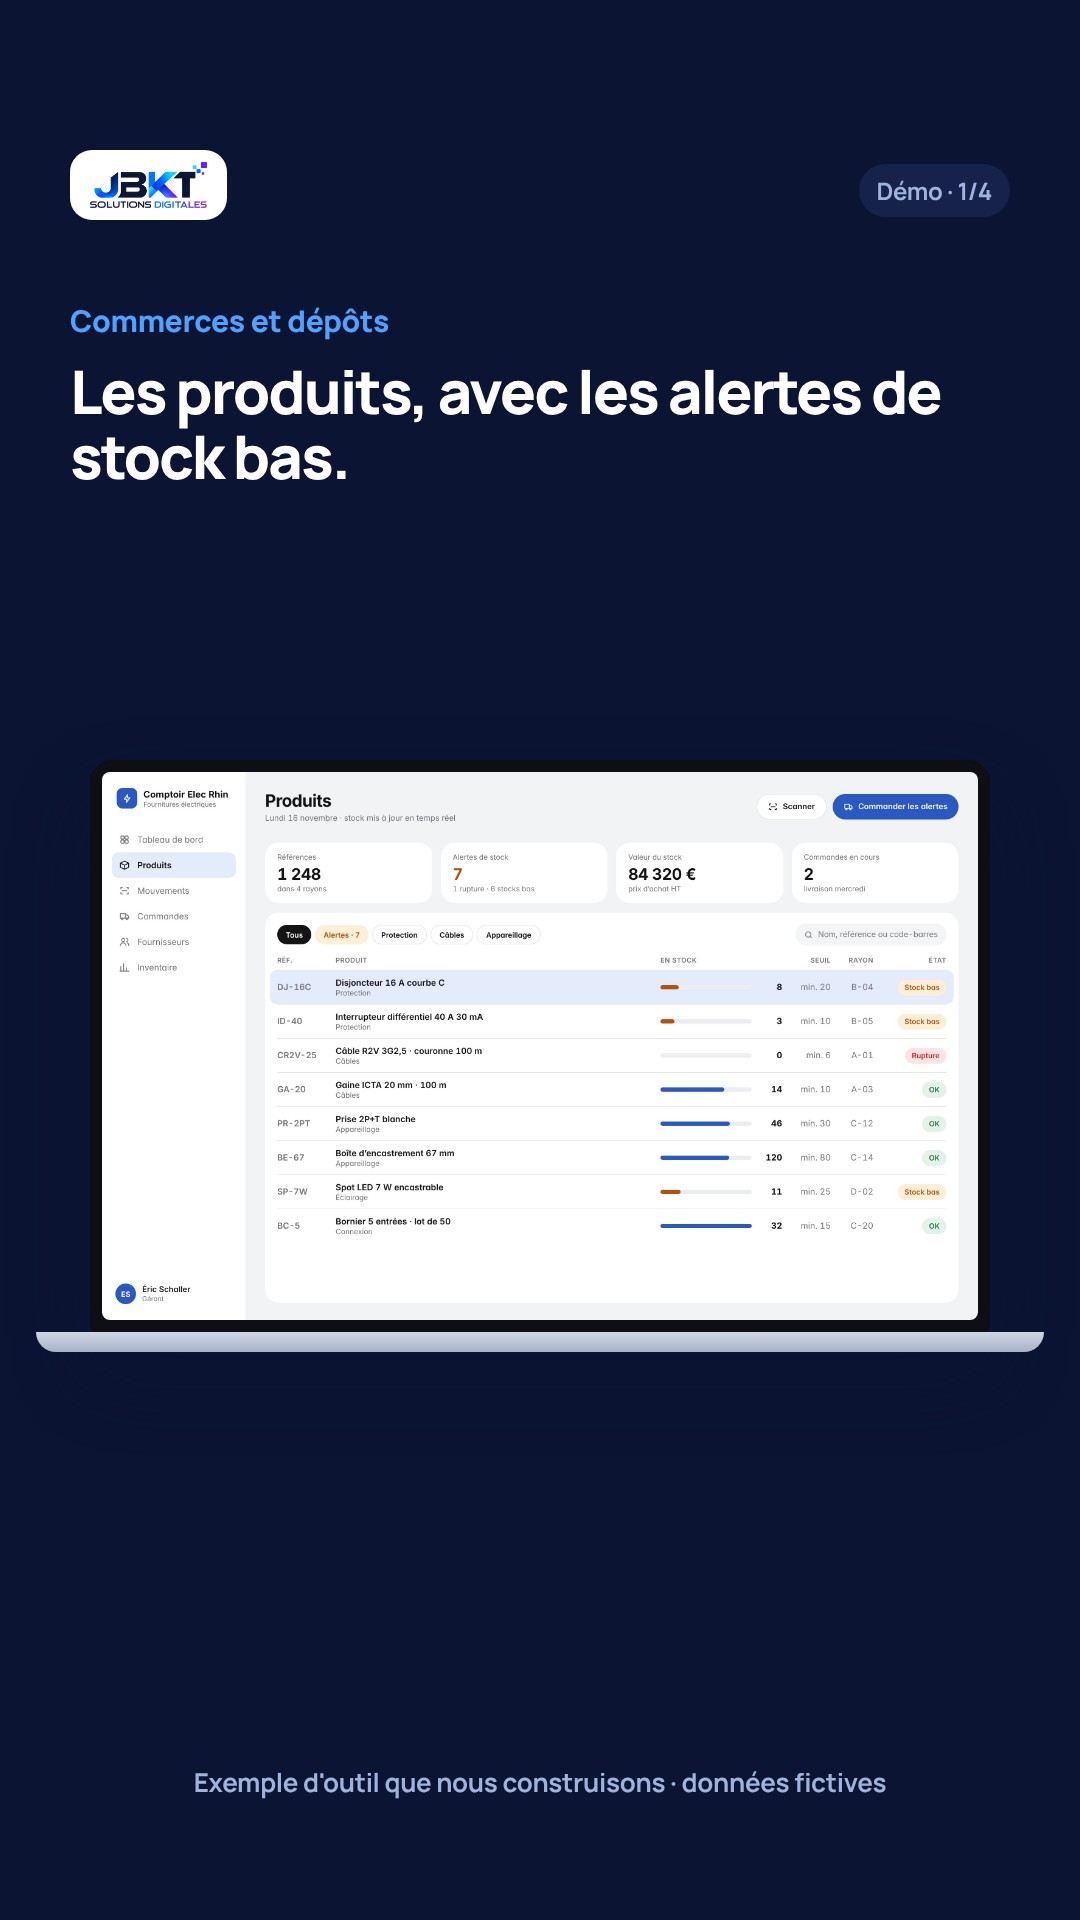 JBKT
SOLUTIONS DIGITALES
Démo · 1/4
Commerces et dépôts
Les produits, avec les alertes de
stock bas.
Comptoir Elec Rhin
Fournitures électriques
Tableau de bord
Produits
Mouvements
Commandes
Fournisseurs
Inventaire
ES
Éric Schaller
Gérant
Produits
Lundi 16 novembre · stock mis à jour en temps réel
Scanner
Commander les alertes
Références
1 248
dans 4 rayons
Alertes de stock
7
1 rupture · 6 stocks bas
Valeur du stock
84 320 €
prix d'achat HT
Commandes en cours
2
livraison mercredi
Tous
Alertes · 7
Protection
Câbles
Appareillage
Nom, référence ou code-barres
RÉF. PRODUIT EN STOCK SEUIL RAYON ÉTAT
DJ-16C Disjoncteur 16 A courbe C 8 min. 20 B-04 Stock bas
Protection
ID-40 Interrupteur différentiel 40 A 30 mA 3 min. 10 B-05 Stock bas
Protection
CR2V-25 Câble R2V 3G2,5 · couronne 100 m 0 min. 6 A-01 Rupture
Câbles
GA-20 Gaine ICTA 20 mm · 100 m 14 min. 10 A-03 OK
Câbles
PR-2PT Prise 2P+T blanche 46 min. 30 C-12 OK
Appareillage
BE-67 Boîte d'encastrement 67 mm 120 min. 80 C-14 OK
Appareillage
SP-7W Spot LED 7 W encastrable 11 min. 25 D-02 Stock bas
Éclairage
BC-5 Bornier 5 entrées · lot de 50 32 min. 15 C-20 OK
Connexion
Exemple d'outil que nous construisons · données fictives